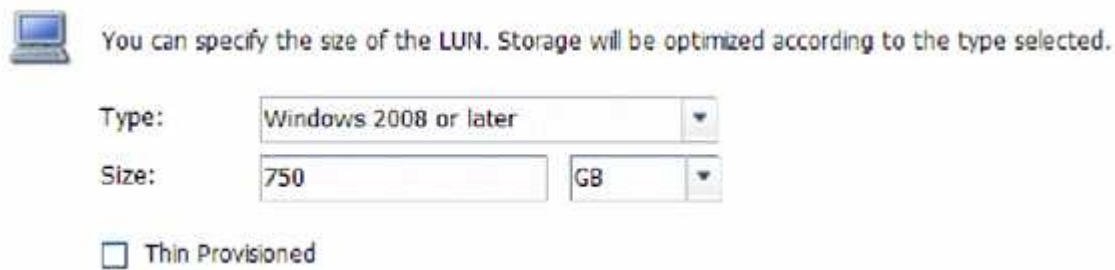 You can specify the size of the LUN. Storage will be optimized according to the type selected.
Type: Windows 2008 or later
Size: 750 GB
Thin Provisioned